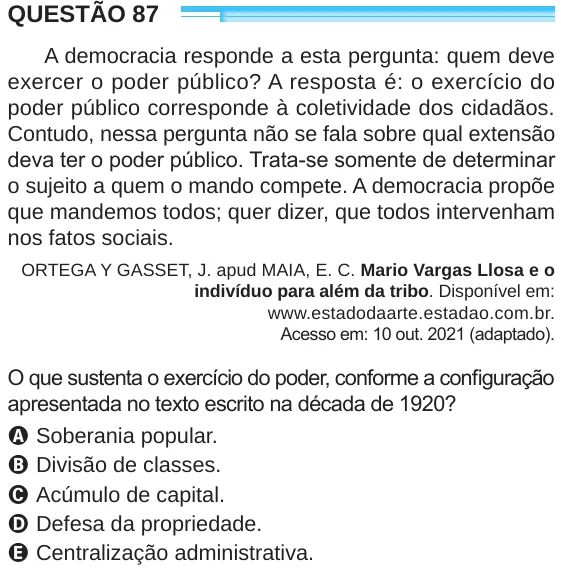 QUESTÃO 87
A democracia responde a esta pergunta: quem deve
exercer o poder público? A resposta é: o exercício do
poder público corresponde à coletividade dos cidadãos.
Contudo, nessa pergunta não se fala sobre qual extensão
deva ter o poder público. Trata-se somente de determinar
o sujeito a quem o mando compete. A democracia propõe
que mandemos todos; quer dizer, que todos intervenham
nos fatos sociais.
ORTEGA Y GASSET, J. apud MAIA, E. C. Mario Vargas Llosa e o
indivíduo para além da tribo. Disponível em:
www.estadodaarte.estadao.com.br.
Acesso em: 10 out. 2021 (adaptado).
O que sustenta o exercício do poder, conforme a configuração
apresentada no texto escrito na década de 1920?
A Soberania popular.
B Divisão de classes.
C Acúmulo de capital.
D Defesa da propriedade.
E Centralização administrativa.